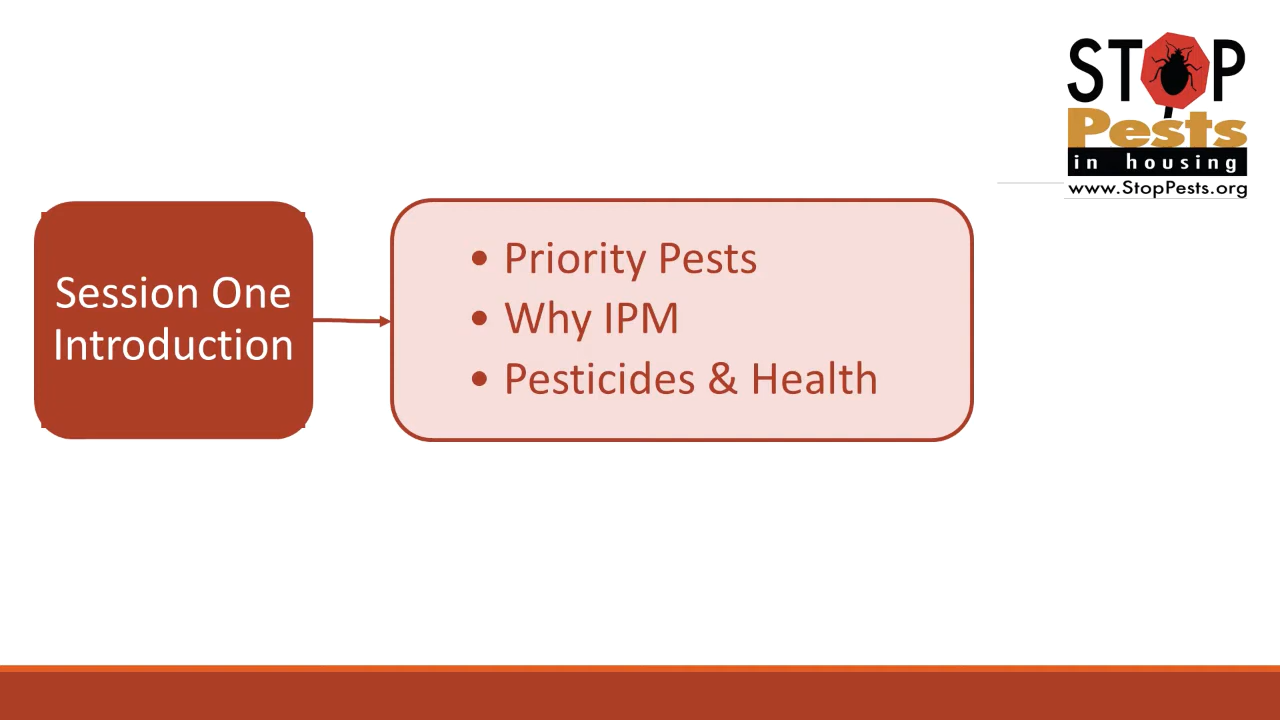 STOP
Pests
in housing
www.StopPests.org
Session One
Introduction
• Priority Pests
• Why IPM
• Pesticides & Health